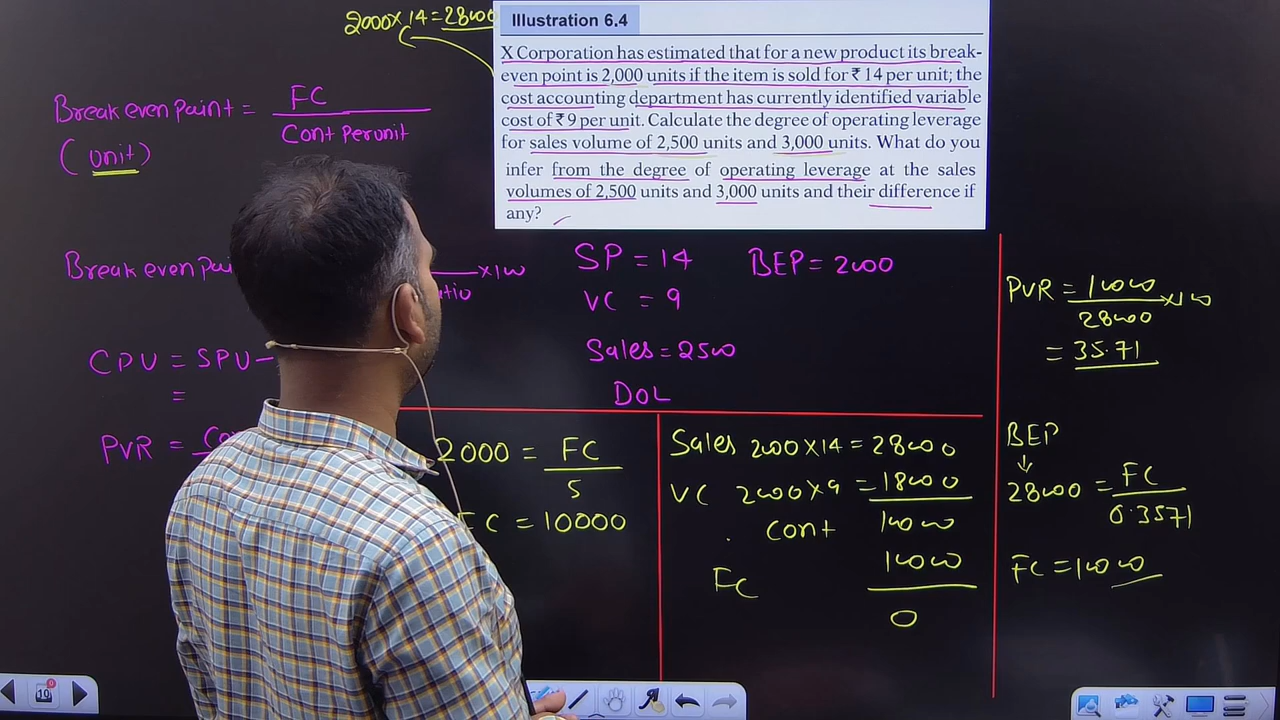 2000×14=28000
Illustration 6.4
X Corporation has estimated that for a new product its break-
even point is 2,000 units if the item is sold for ₹ 14 per unit; the
cost accounting department has currently identified variable
cost of ₹ 9 per unit. Calculate the degree of operating leverage
for sales volume of 2,500 units and 3,000 units. What do you
infer from the degree of operating leverage at the sales
volumes of 2,500 units and 3,000 units and their difference if
any?
Break even point = FC
Cont Per unit
(unit)
Break even ×100
CPU = SPU –
=
PVR =
SP = 14
BEP = 2000
VC = 9
Sales = 2500
DOL
2000 = FC
5
FC = 10000
Sales 200×14 = 28000
VC 2000×9 = 18000
Cont 10000
FC 10000
0
PVR = 10000 ×100
28000
= 35.71
BEP
28000 = FC
0.3571
FC = 10000
19